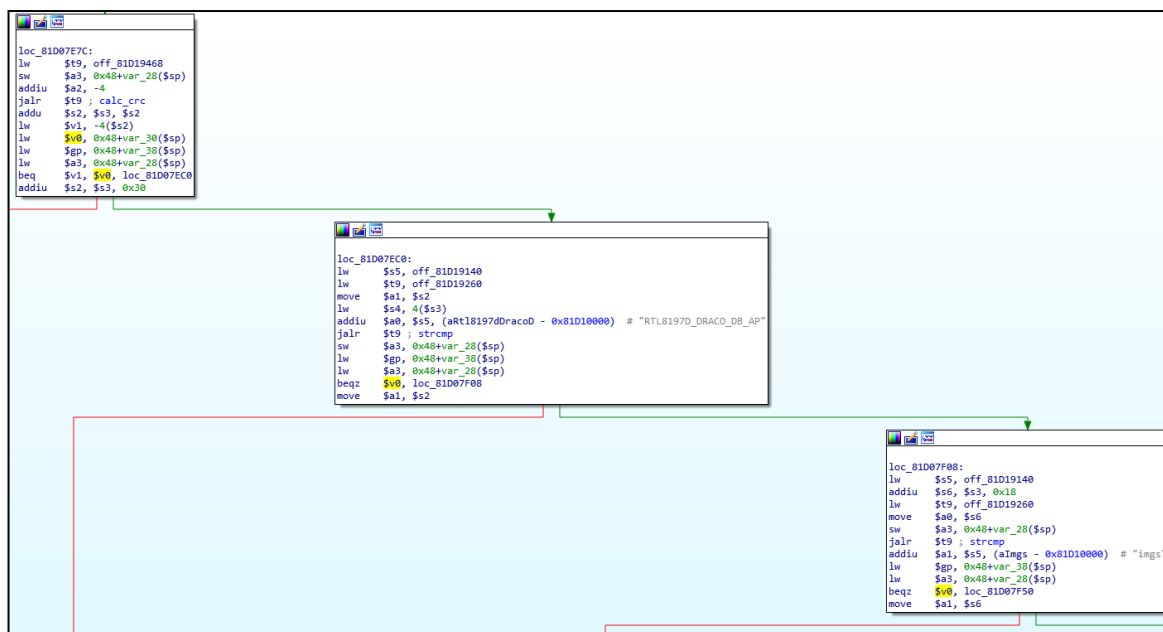 loc_81D07E7C:
lw $t9, off_81D19468
sw $a3, 0x48+var_28($sp)
addiu $a2, -4
jalr $t9 ; calc_crc
addu $s2, $s3, $s2
lw $v1, -4($s2)
lw $v0, 0x48+var_30($sp)
lw $gp, 0x48+var_38($sp)
lw $a3, 0x48+var_28($sp)
beq $v1, $v0, loc_81D07EC0
addiu $s2, $s3, 0x30
loc_81D07EC0:
lw $s5, off_81D19140
lw $t9, off_81D19260
move $a1, $s2
lw $s4, 4($s3)
addiu $a0, $s5, (aRtl8197dDracoD - 0x81D10000) # "RTL8197D_DRACO_DB_AP"
jalr $t9 ; strcmp
sw $a3, 0x48+var_28($sp)
lw $gp, 0x48+var_38($sp)
lw $a3, 0x48+var_28($sp)
beqz $v0, loc_81D07F08
move $a1, $s2
loc_81D07F08:
lw $s5, off_81D19140
addiu $s6, $s3, 0x18
lw $t9, off_81D19260
move $a0, $s6
sw $a3, 0x48+var_28($sp)
jalr $t9 ; strcmp
addiu $a1, $s5, (aImgs - 0x81D10000) # "imgs"
lw $gp, 0x48+var_38($sp)
lw $a3, 0x48+var_28($sp)
beqz $v0, loc_81D07F50
move $a1, $s6